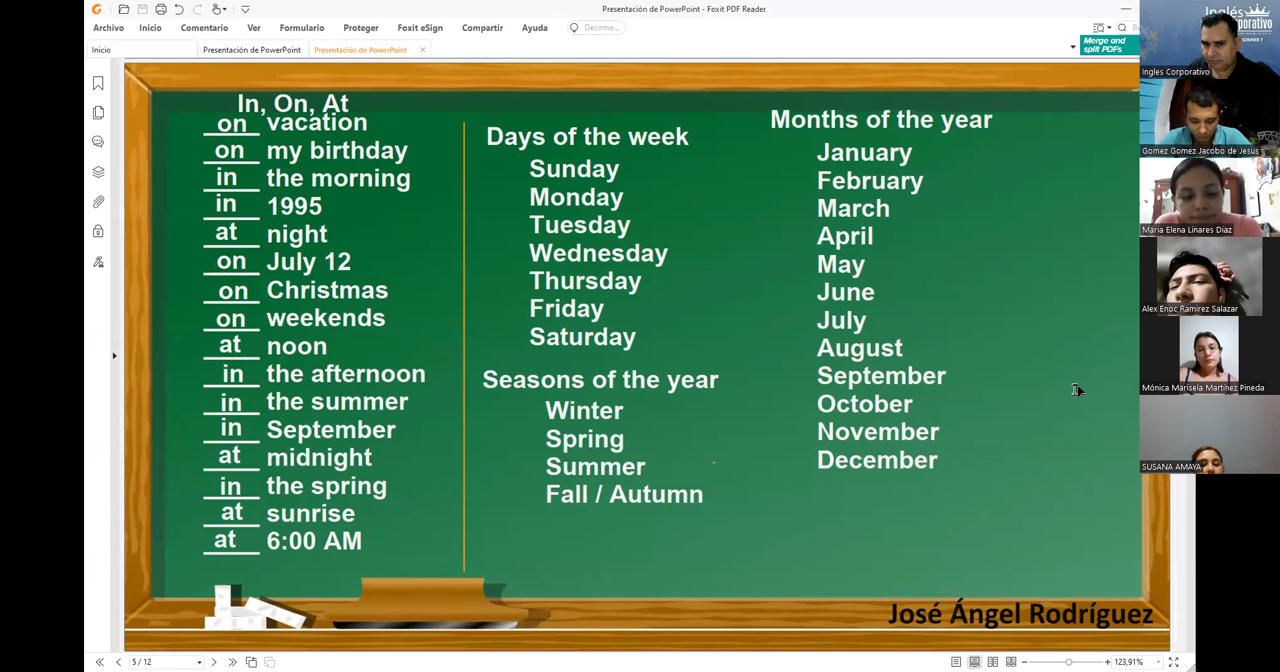 Presentación de PowerPoint - Foxit PDF Reader
Archivo Inicio Comentario Ver Formulario Proteger Foxit eSign Compartir Ayuda Decirme...
Inicio Presentación de PowerPoint Presentación de PowerPoint
Merge and
split PDFs
In, On, At
on vacation
on my birthday
in the morning
in 1995
at night
on July 12
on Christmas
on weekends
at noon
in the afternoon
in the summer
in September
at midnight
in the spring
at sunrise
at 6:00 AM
Days of the week
Sunday
Monday
Tuesday
Wednesday
Thursday
Friday
Saturday
Seasons of the year
Winter
Spring
Summer
Fall / Autumn
Months of the year
January
February
March
April
May
June
July
August
September
October
November
December
José Ángel Rodríguez
5 / 12
123,91%
Inglés
Ingles Corporativo
Gomez Gomez Jacobo de Jesus
Maria Elena Linares Diaz
Alex Enoc Ramirez Salazar
Mónica Marisela Martinez Pineda
SUSANA AMAYA